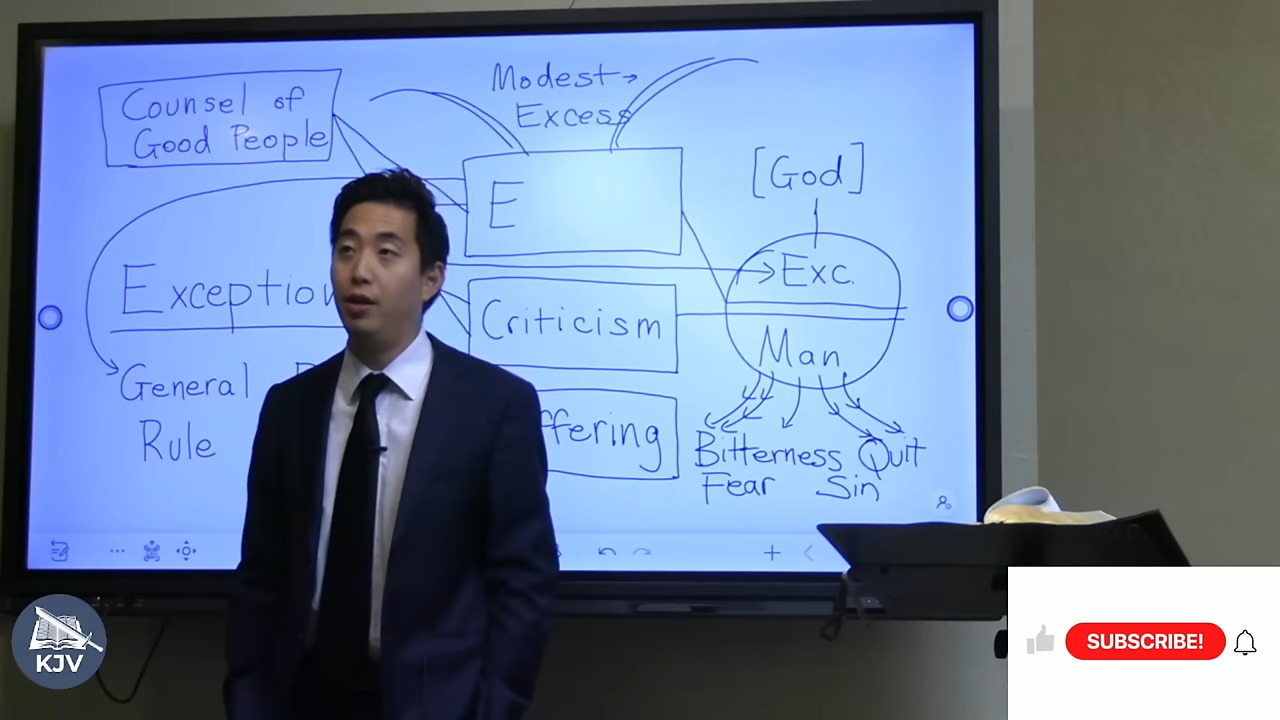 Counsel of
Good People
Modest→
Excess
E
[God]
Exc.
Exception
Criticism
Man
General
Rule
ffering
Bitterness Quit
Fear Sin
KJV
SUBSCRIBE!